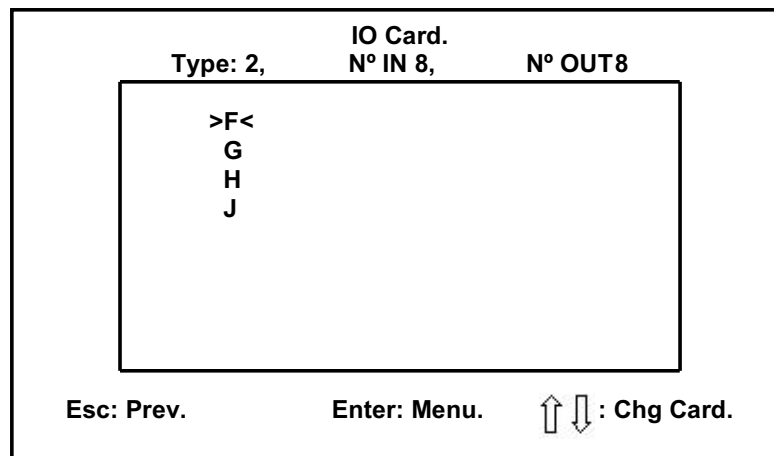 IO Card.
Type: 2, Nº IN 8, Nº OUT8
>F<
G
H
J
Esc: Prev. Enter: Menu. ⇧ ⇩ : Chg Card.